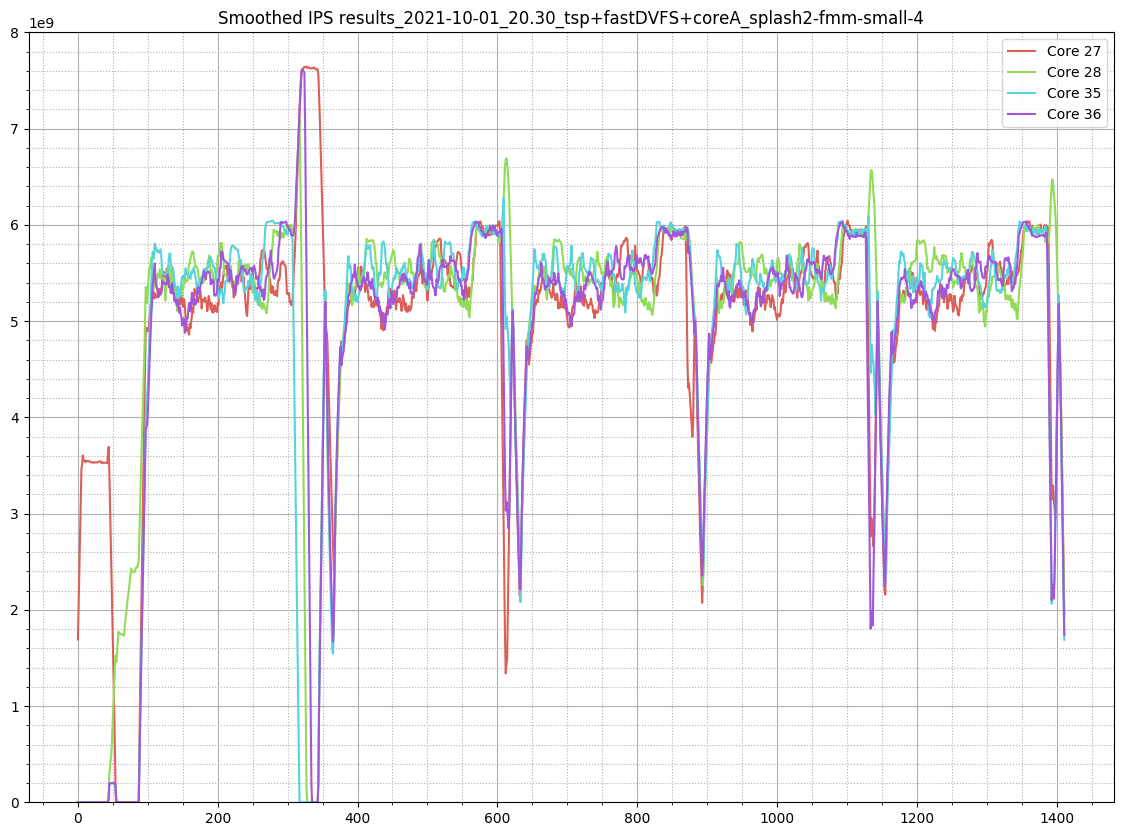 Smoothed IPS results_2021-10-01_20.30_tsp+fastDVFS+coreA_splash2-fmm-small-4
1e9
8
7
6
5
4
3
2
1
0
Core 27
Core 28
Core 35
Core 36
0 200 400 600 800 1000 1200 1400